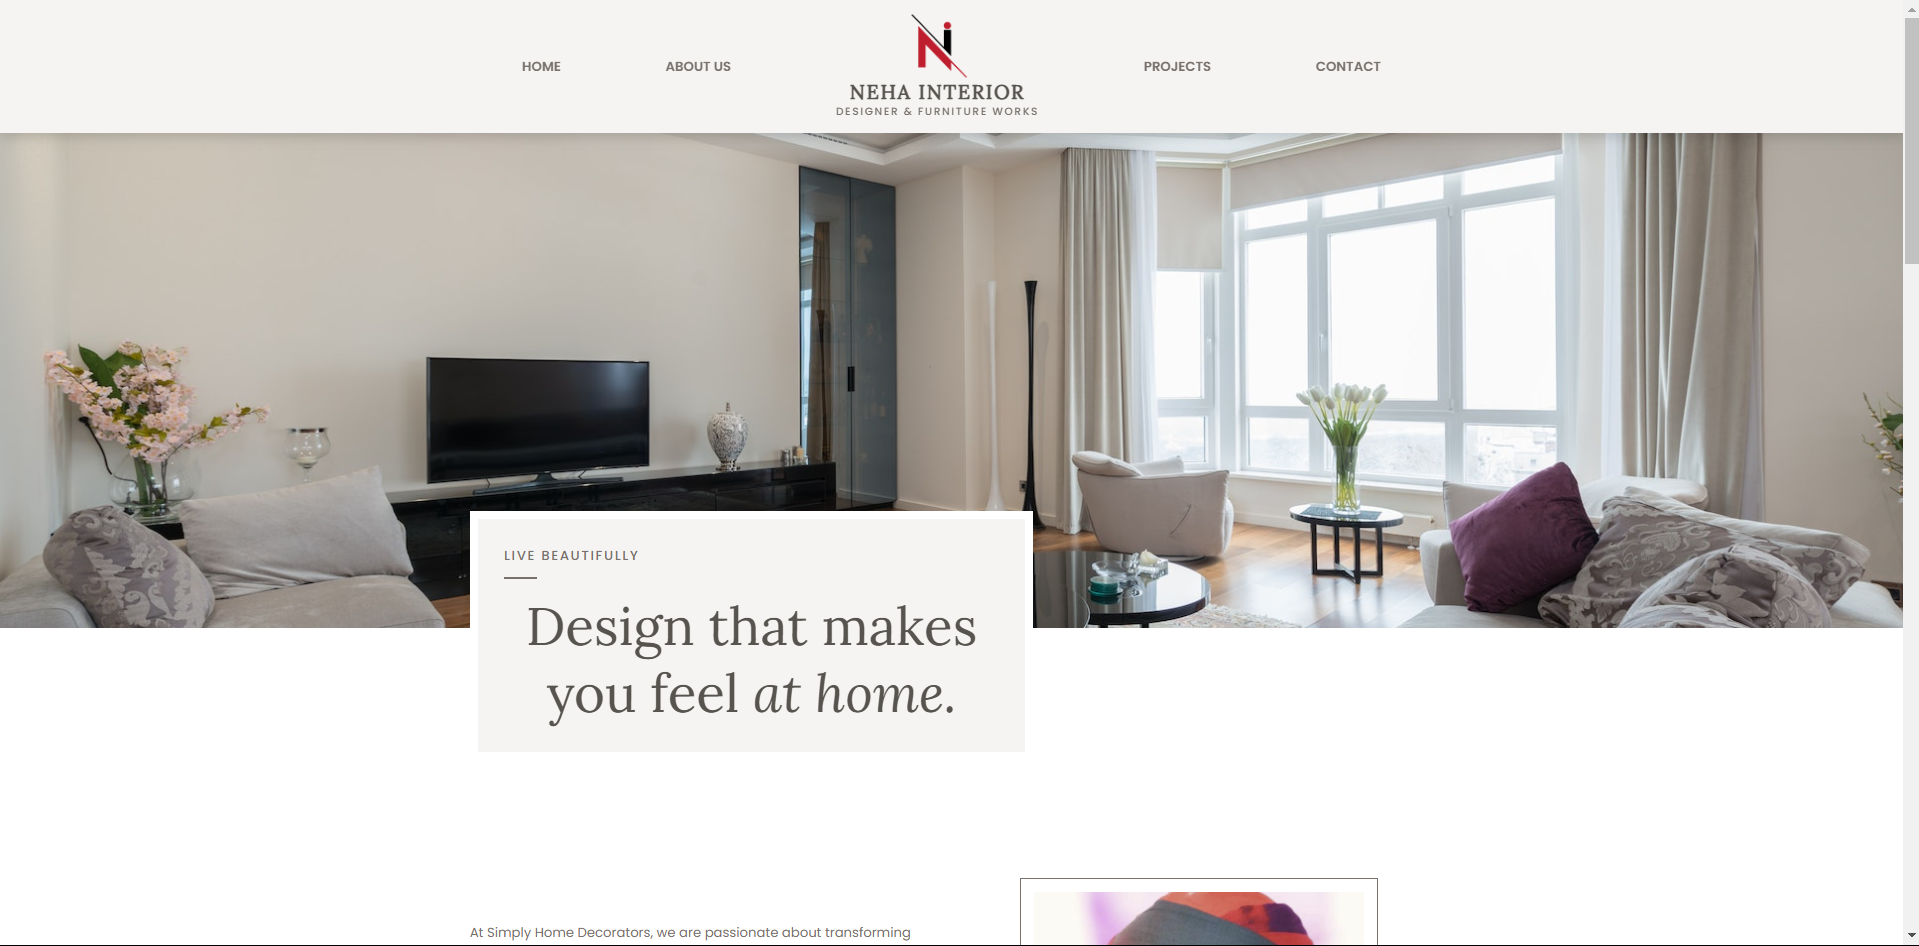 HOME
ABOUT US
NEHA INTERIOR
DESIGNER & FURNITURE WORKS
PROJECTS
CONTACT
LIVE BEAUTIFULLY
Design that makes
you feel at home.
At Simply Home Decorators, we are passionate about transforming